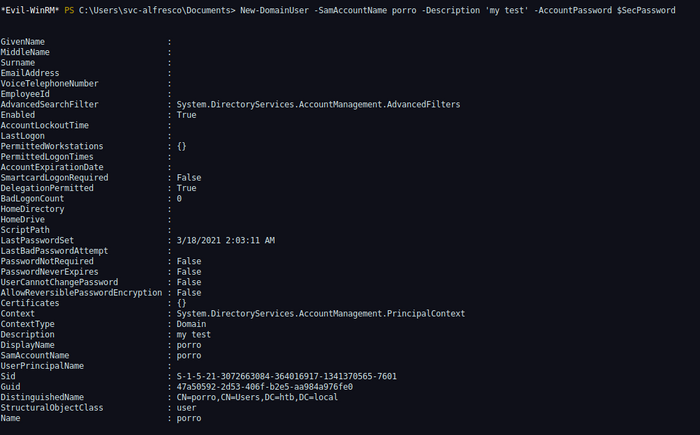 *Evil-WinRM* PS C:\Users\svc-alfresco\Documents> New-DomainUser -SamAccountName porro -Description 'my test' -AccountPassword $SecPassword
GivenName :
MiddleName :
Surname :
EmailAddress :
VoiceTelephoneNumber :
EmployeeId :
AdvancedSearchFilter : System.DirectoryServices.AccountManagement.AdvancedFilters
Enabled : True
AccountLockoutTime :
LastLogon :
PermittedWorkstations : {}
PermittedLogonTimes :
AccountExpirationDate :
SmartcardLogonRequired : False
DelegationPermitted : True
BadLogonCount : 0
HomeDirectory :
HomeDrive :
ScriptPath :
LastPasswordSet : 3/18/2021 2:03:11 AM
LastBadPasswordAttempt :
PasswordNotRequired : False
PasswordNeverExpires : False
UserCannotChangePassword : False
AllowReversiblePasswordEncryption : False
Certificates : {}
Context : System.DirectoryServices.AccountManagement.PrincipalContext
ContextType : Domain
Description : my test
DisplayName : porro
SamAccountName : porro
UserPrincipalName :
Sid : S-1-5-21-3072663084-364016917-1341370565-7601
Guid : 47a50592-2d53-406f-b2e5-aa984a976fe0
DistinguishedName : CN=porro,CN=Users,DC=htb,DC=local
StructuralObjectClass : user
Name : porro